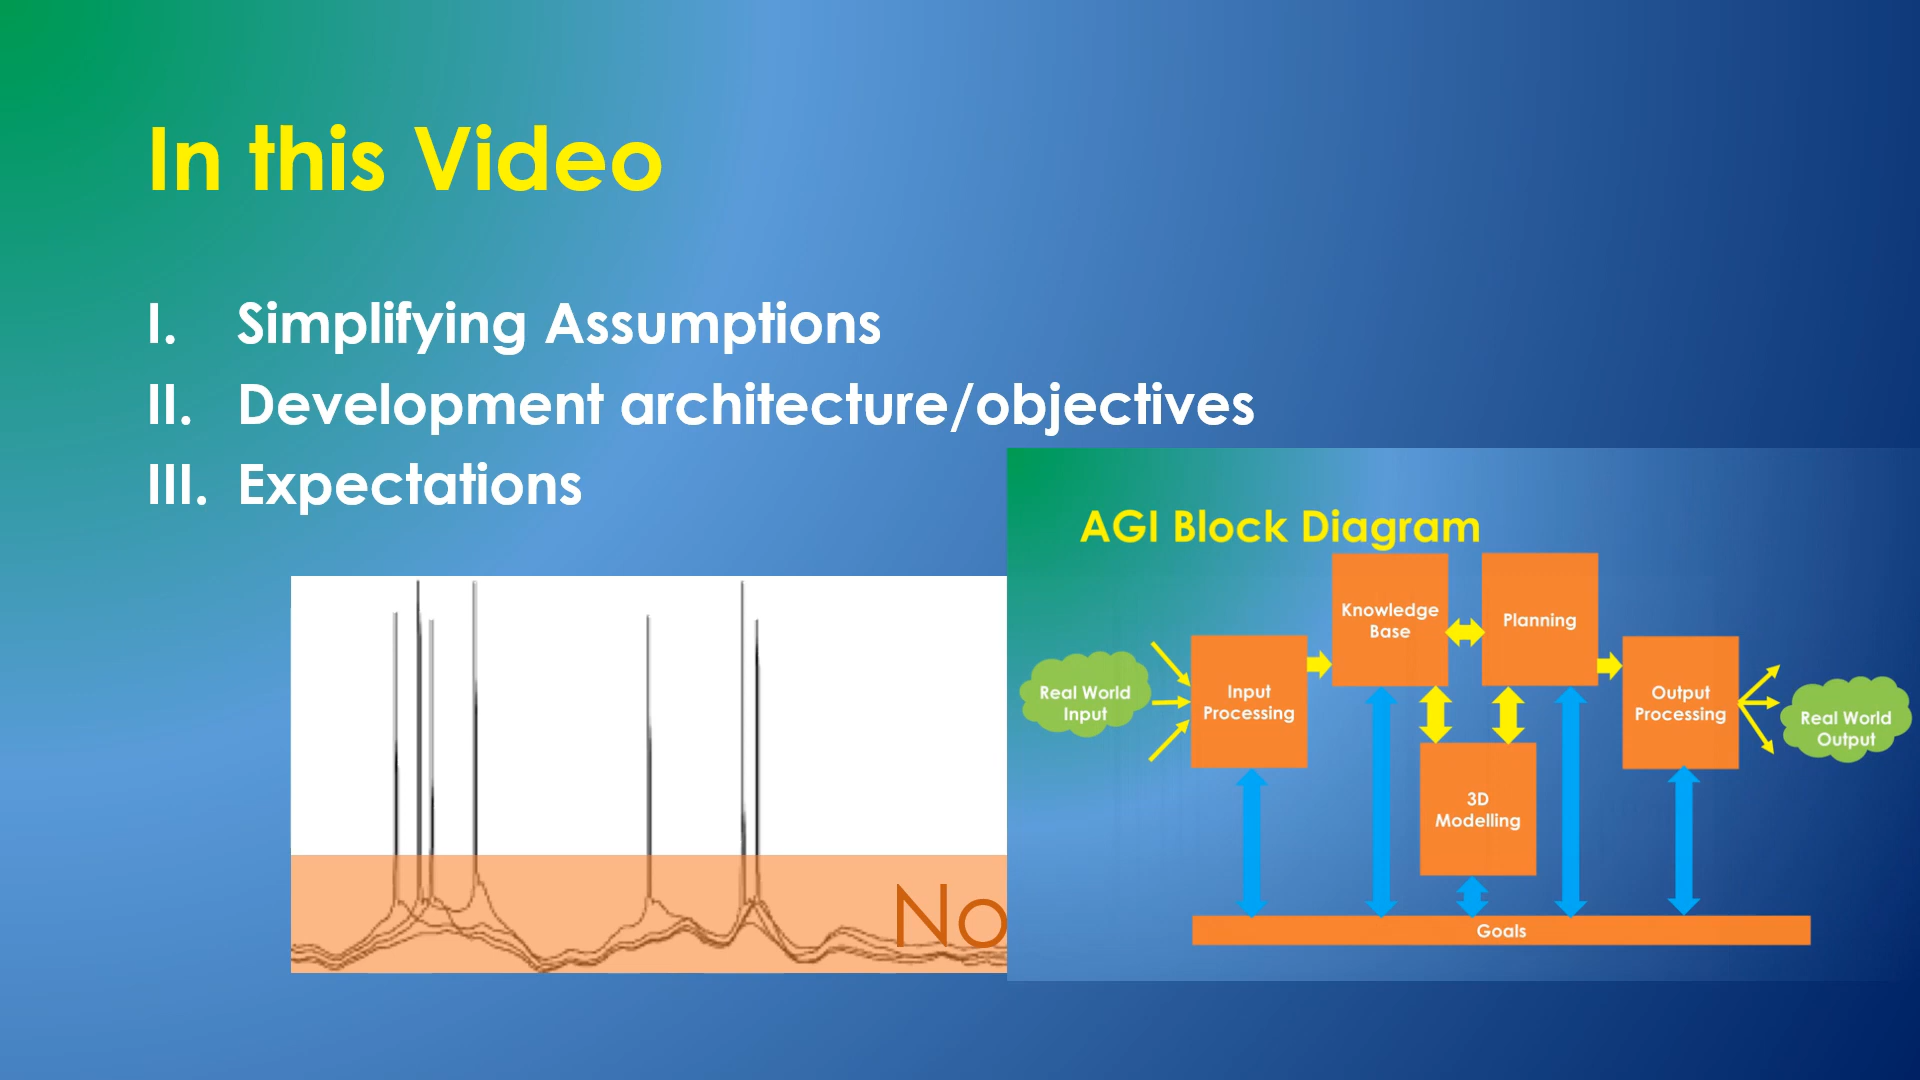 In this Video
I. Simplifying Assumptions
II. Development architecture/objectives
III. Expectations
AGI Block Diagram
Knowledge
Base
Planning
Real World
Input
Input
Processing
Output
Processing
Real World
Output
3D
Modelling
Goals
No